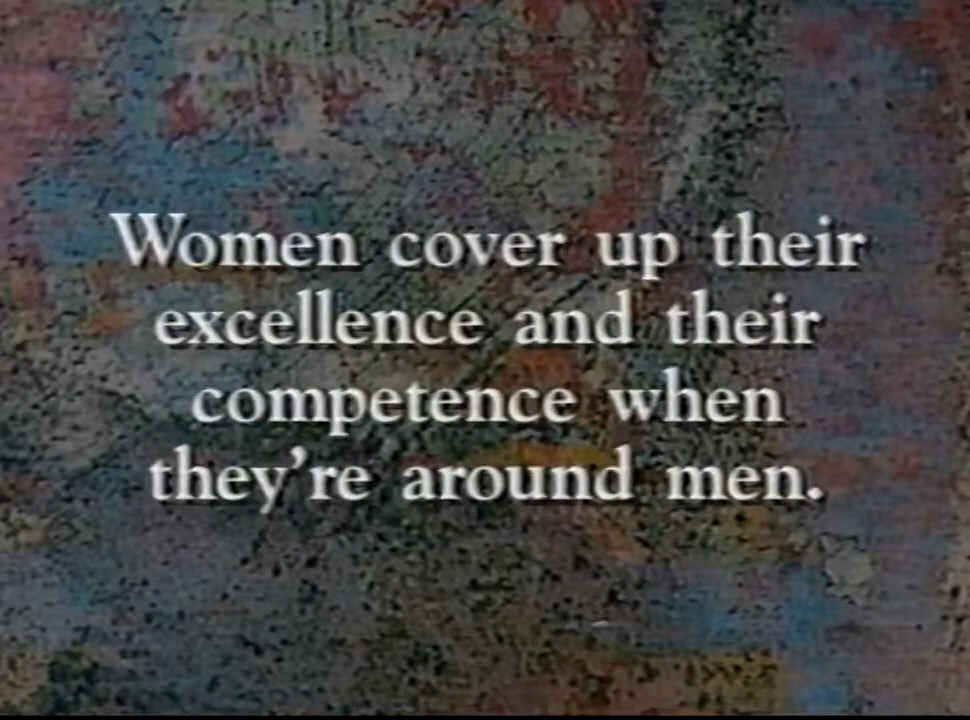 Women cover up their
excellence and their
competence when
they're around men.